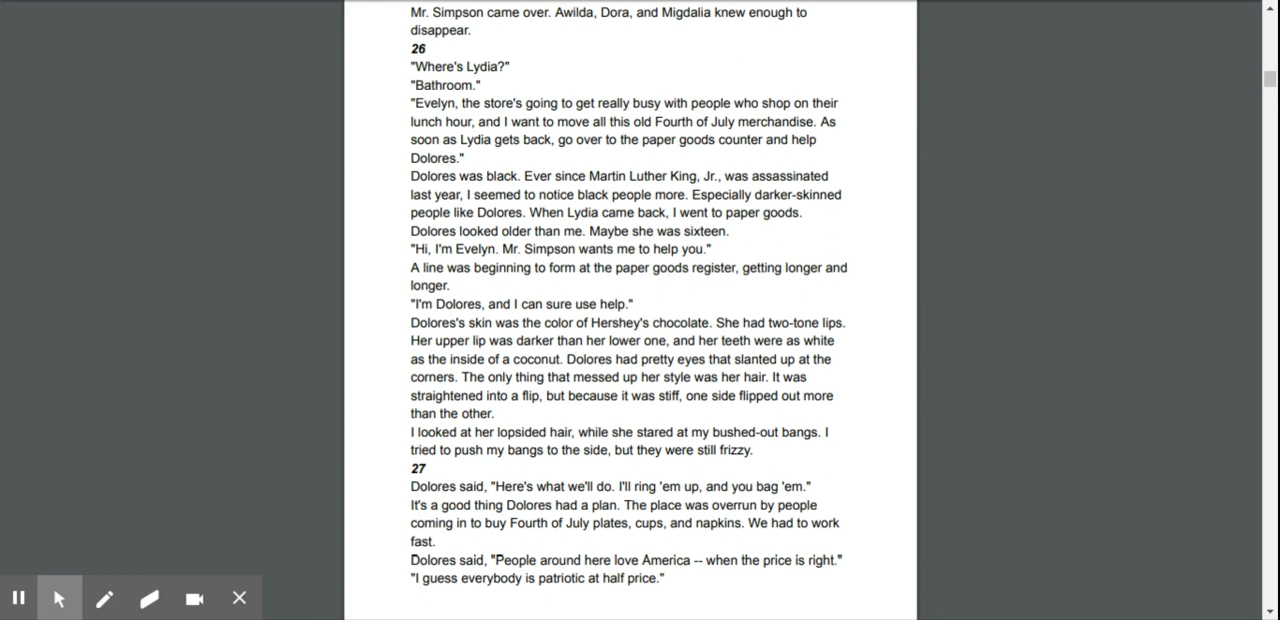 Mr. Simpson came over. Awilda, Dora, and Migdalia knew enough to
disappear.
26
"Where's Lydia?"
"Bathroom."
"Evelyn, the store's going to get really busy with people who shop on their
lunch hour, and I want to move all this old Fourth of July merchandise. As
soon as Lydia gets back, go over to the paper goods counter and help
Dolores."
Dolores was black. Ever since Martin Luther King, Jr., was assassinated
last year, I seemed to notice black people more. Especially darker-skinned
people like Dolores. When Lydia came back, I went to paper goods.
Dolores looked older than me. Maybe she was sixteen.
"Hi, I'm Evelyn. Mr. Simpson wants me to help you."
A line was beginning to form at the paper goods register, getting longer and
longer.
"I'm Dolores, and I can sure use help."
Dolores's skin was the color of Hershey's chocolate. She had two-tone lips.
Her upper lip was darker than her lower one, and her teeth were as white
as the inside of a coconut. Dolores had pretty eyes that slanted up at the
corners. The only thing that messed up her style was her hair. It was
straightened into a flip, but because it was stiff, one side flipped out more
than the other.
I looked at her lopsided hair, while she stared at my bushed-out bangs. I
tried to push my bangs to the side, but they were still frizzy.
27
Dolores said, "Here's what we'll do. I'll ring 'em up, and you bag 'em."
It's a good thing Dolores had a plan. The place was overrun by people
coming in to buy Fourth of July plates, cups, and napkins. We had to work
fast.
Dolores said, "People around here love America -- when the price is right."
"I guess everybody is patriotic at half price."